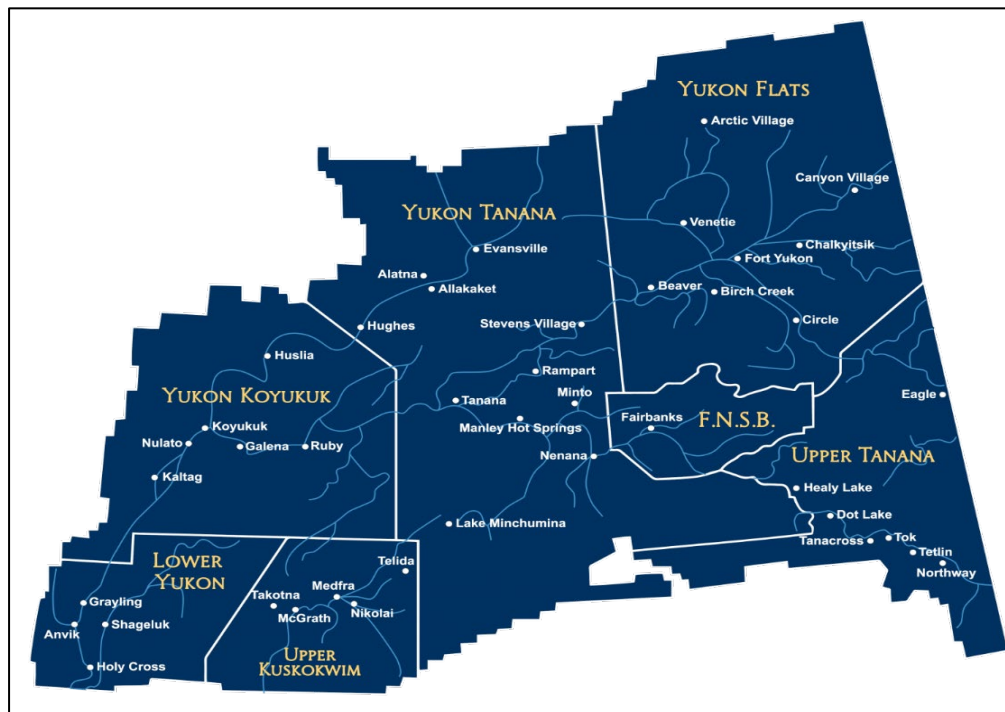 YUKON FLATS
Arctic Village
Canyon Village
YUKON TANANA
Venetie
Evansville
Chalkyitsik
Fort Yukon
Alatna
Allakaket
Beaver
Birch Creek
Stevens Village
Circle
Hughes
Huslia
Rampart
YUKON KOYUKUK
Tanana
Minto
Eagle
Manley Hot Springs
Fairbanks
F.N.S.B.
Koyukuk
Nulato
Galena
Ruby
Nenana
UPPER TANANA
Kaltag
Healy Lake
Dot Lake
Lake Minchumina
Tanacross
Tok
Tetlin
Northway
LOWER
YUKON
Telida
Medfra
Takotna
Grayling
McGrath
Nikolai
Anvik
Shageluk
UPPER
KUSKOKWIM
Holy Cross